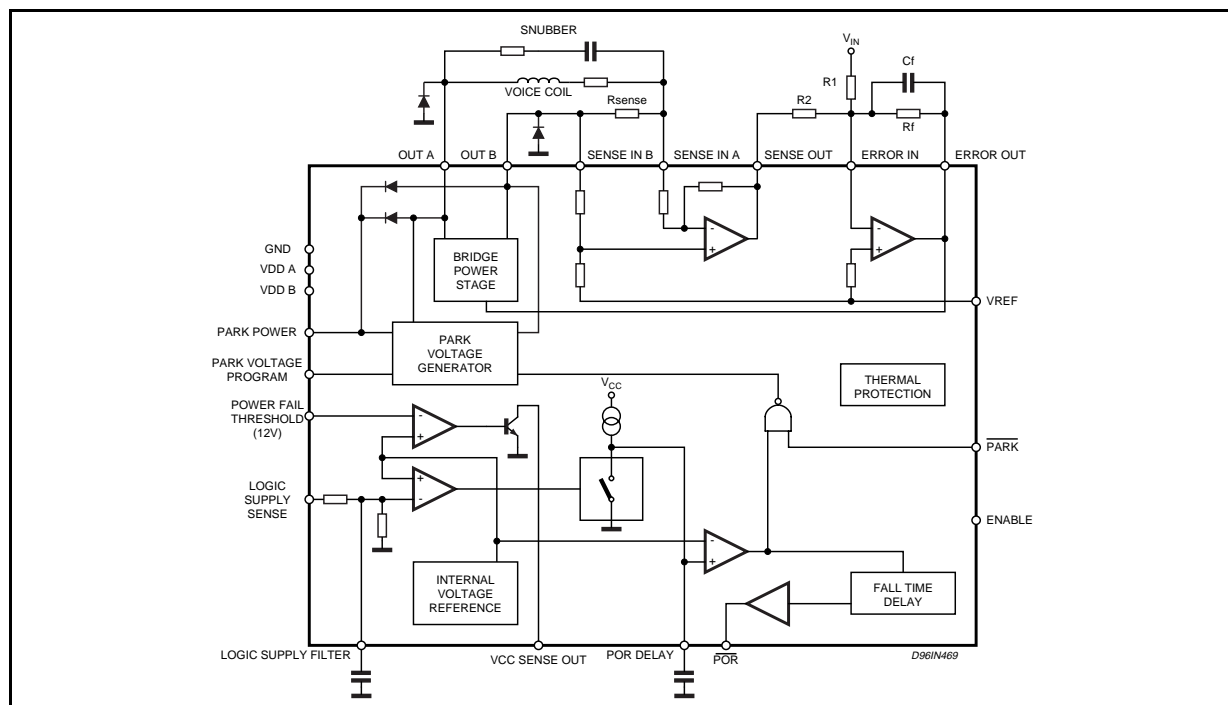 SNUBBER
VIN
Cf
R1
VOICE COIL
Rsense
R2
Rf
OUT A
OUT B
SENSE IN B
SENSE IN A
SENSE OUT
ERROR IN
ERROR OUT
-
+
-
+
GND
VDD A
VDD B
BRIDGE
POWER
STAGE
VREF
PARK POWER
PARK
VOLTAGE
GENERATOR
PARK VOLTAGE
PROGRAM
THERMAL
PROTECTION
VCC
POWER FAIL
THRESHOLD
(12V)
-
+
PARK
LOGIC
SUPPLY
SENSE
+
-
ENABLE
-
+
INTERNAL
VOLTAGE
REFERENCE
FALL TIME
DELAY
LOGIC SUPPLY FILTER
VCC SENSE OUT
POR DELAY
POR
D96IN469